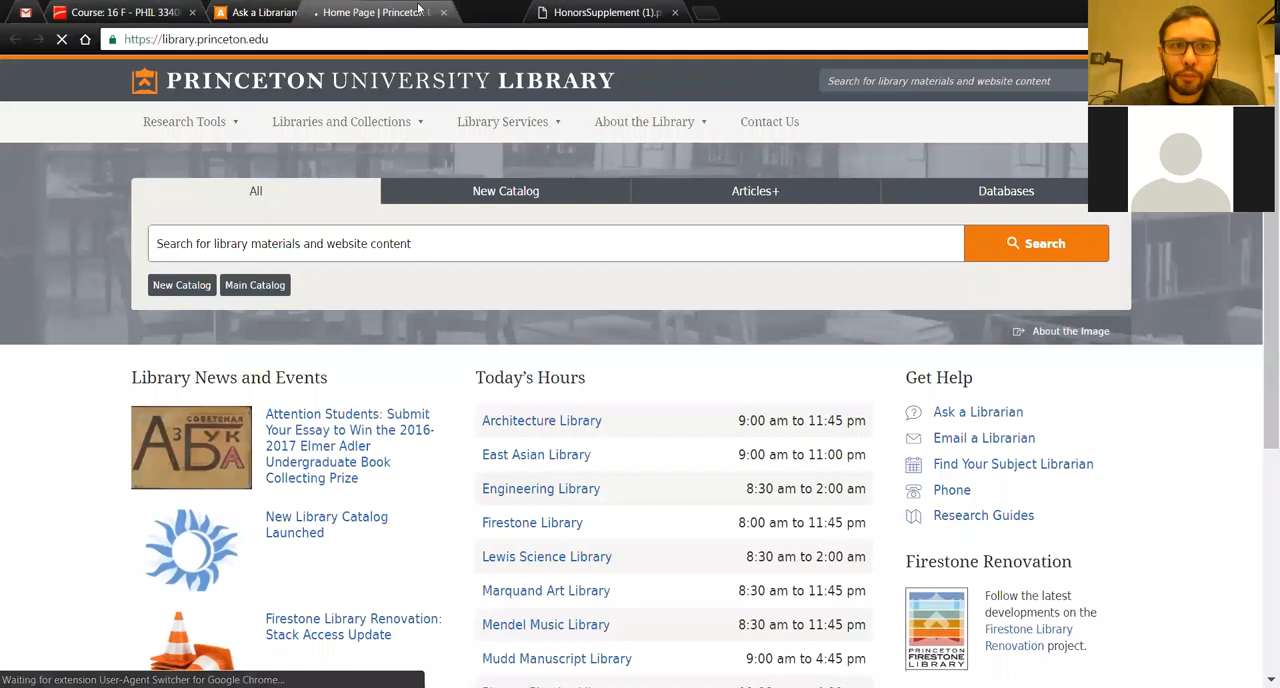 Course: 16 F - PHIL 3340
Ask a Librarian
Home Page | Princeton
HonorsSupplement (1).p
https://library.princeton.edu
PRINCETON UNIVERSITY LIBRARY
Search for library materials and website content
Research Tools
Libraries and Collections
Library Services
About the Library
Contact Us
All
New Catalog
Articles+
Databases
Search for library materials and website content
Search
New Catalog
Main Catalog
About the Image
Library News and Events
СОВЕТСКАЯ
АЗБУКА
Attention Students: Submit
Your Essay to Win the 2016-
2017 Elmer Adler
Undergraduate Book
Collecting Prize
New Library Catalog
Launched
Firestone Library Renovation:
Stack Access Update
Today's Hours
Architecture Library 9:00 am to 11:45 pm
East Asian Library 9:00 am to 11:00 pm
Engineering Library 8:30 am to 2:00 am
Firestone Library 8:00 am to 11:45 pm
Lewis Science Library 8:30 am to 2:00 am
Marquand Art Library 8:30 am to 11:45 pm
Mendel Music Library 8:30 am to 11:45 pm
Mudd Manuscript Library 9:00 am to 4:45 pm
Get Help
Ask a Librarian
Email a Librarian
Find Your Subject Librarian
Phone
Research Guides
Firestone Renovation
PRINCETON
FIRESTONE
LIBRARY
Follow the latest
developments on the
Firestone Library
Renovation project.
Waiting for extension User-Agent Switcher for Google Chrome...